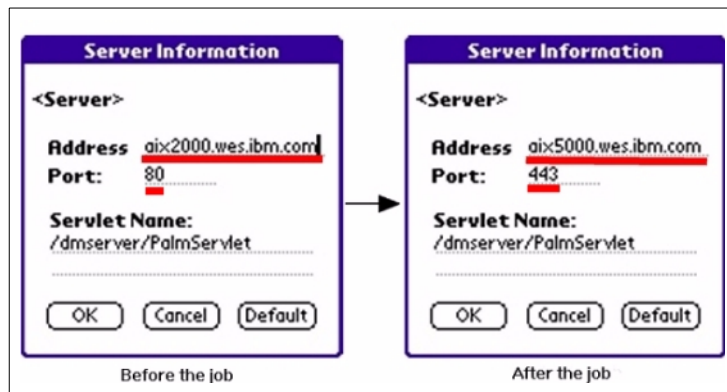 Server Information
<Server>
Address aix2000.wes.ibm.com
Port: 80
Servlet Name:
/dmserver/PalmServlet
OK Cancel Default
Before the job
Server Information
<Server>
Address aix5000.wes.ibm.com
Port: 443
Servlet Name:
/dmserver/PalmServlet
OK Cancel Default
After the job